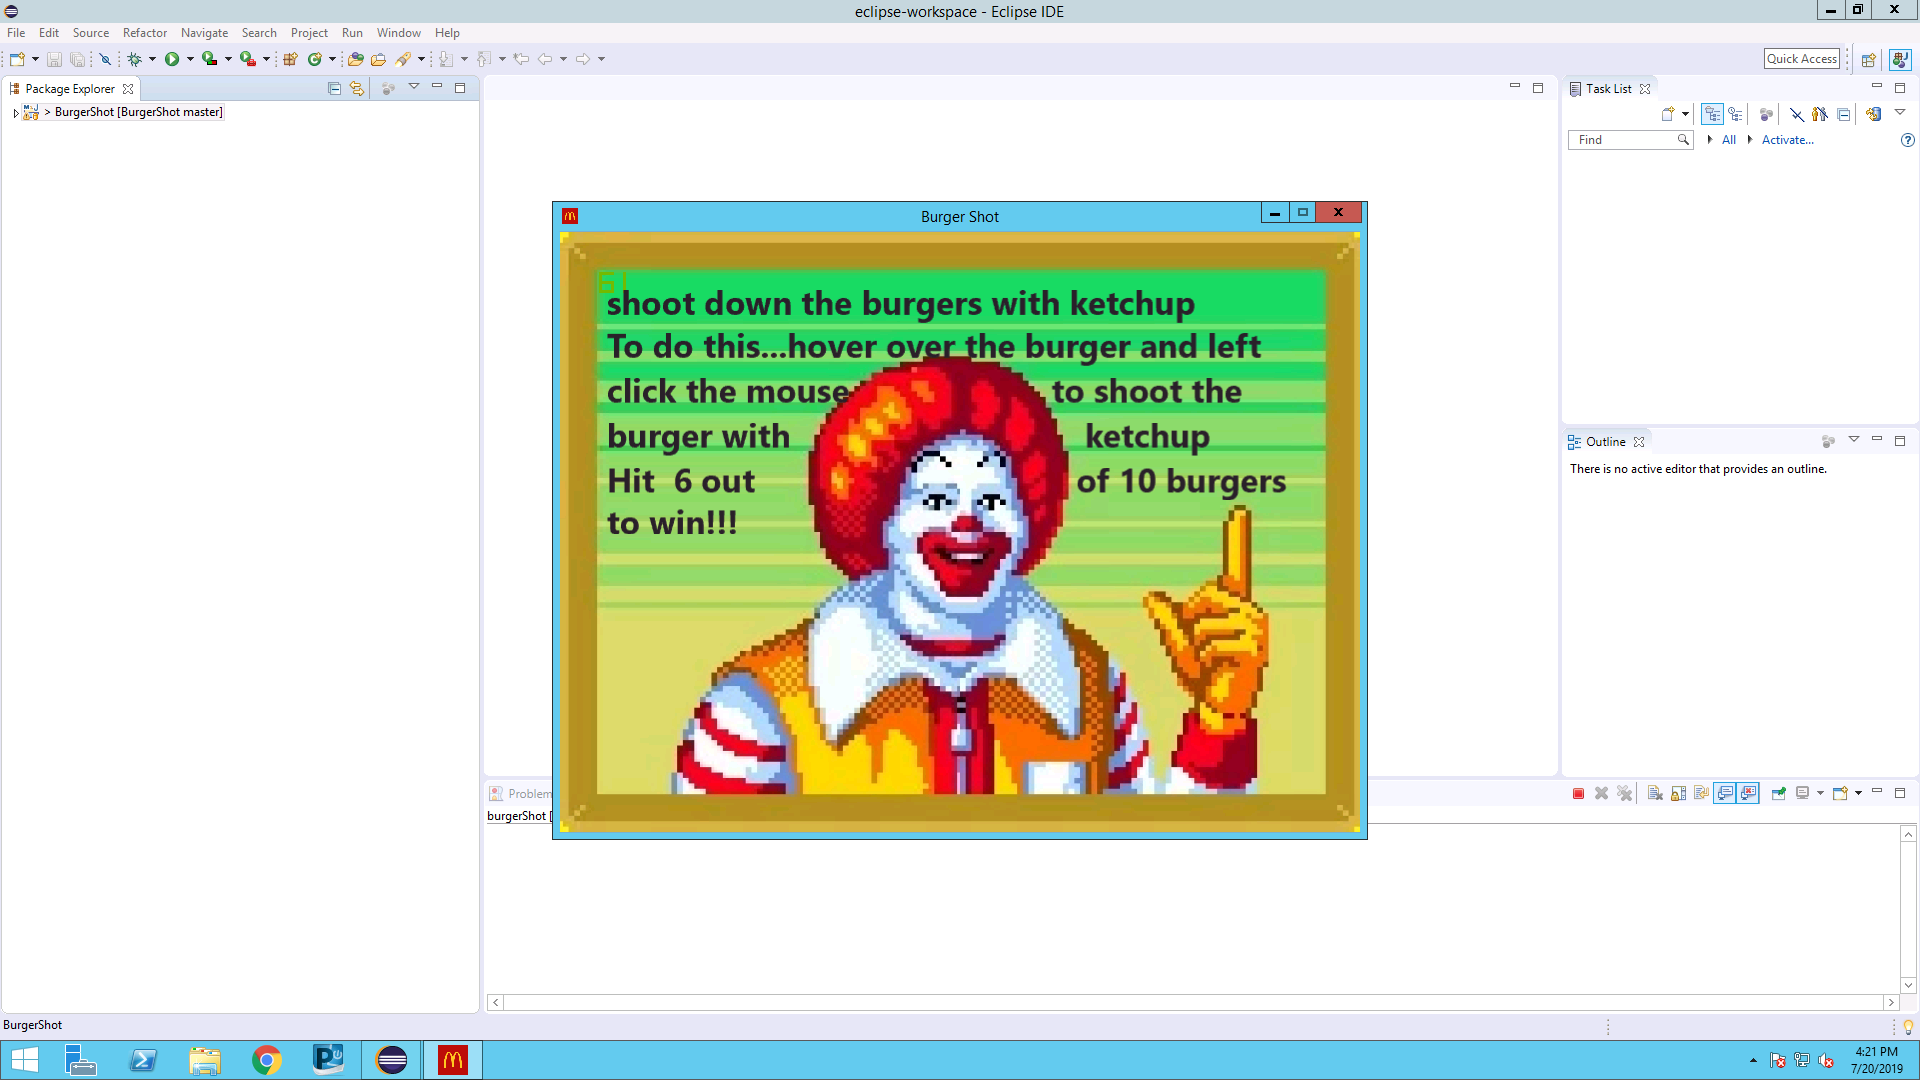 eclipse-workspace - Eclipse IDE
File Edit Source Refactor Navigate Search Project Run Window Help
Quick Access
Package Explorer
> BurgerShot [BurgerShot master]
Task List
Find
All
Activate...
Burger Shot
shoot down the burgers with ketchup
To do this...hover over the burger and left
click the mouse to shoot the
burger with ketchup
Hit 6 out of 10 burgers
to win!!!
Outline
There is no active editor that provides an outline.
Problem
burgerShot [
BurgerShot
4:21 PM
7/20/2019